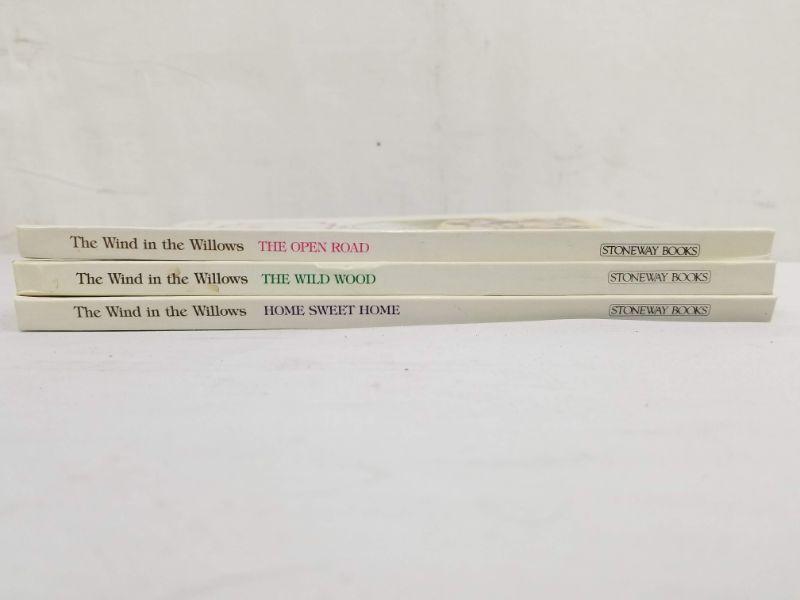 The Wind in the Willows THE OPEN ROAD STONEWAY BOOKS
The Wind in the Willows THE WILD WOOD STONEWAY BOOKS
The Wind in the Willows HOME SWEET HOME STONEWAY BOOKS